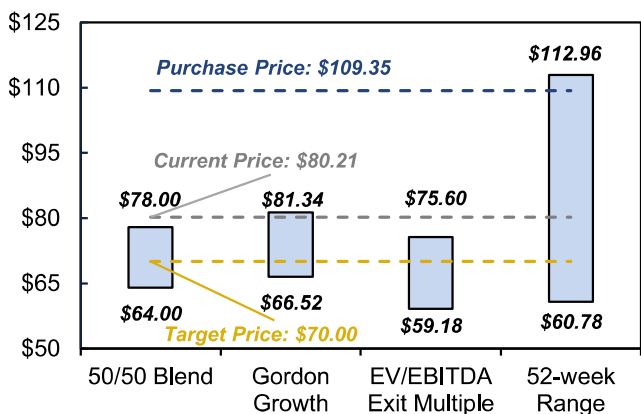 $125
$112.96
Purchase Price: $109.35
$110
$95
Current Price: $80.21
$78.00
$81.34
$75.60
$80
$65
$64.00
$66.52
$59.18
$60.78
Target Price: $70.00
$50
50/50 Blend
Gordon
Growth
EV/EBITDA
Exit Multiple
52-week
Range